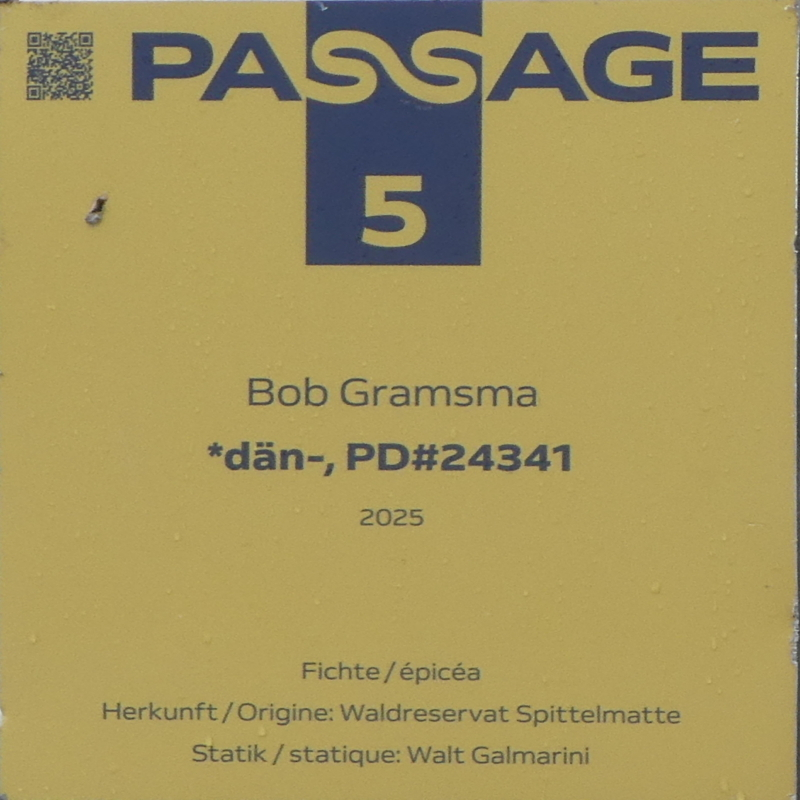 PASSAGE
5
Bob Gramsma
*dän-, PD#24341
2025
Fichte / épicéa
Herkunft / Origine: Waldreservat Spittelmatte
Statik / statique: Walt Galmarini